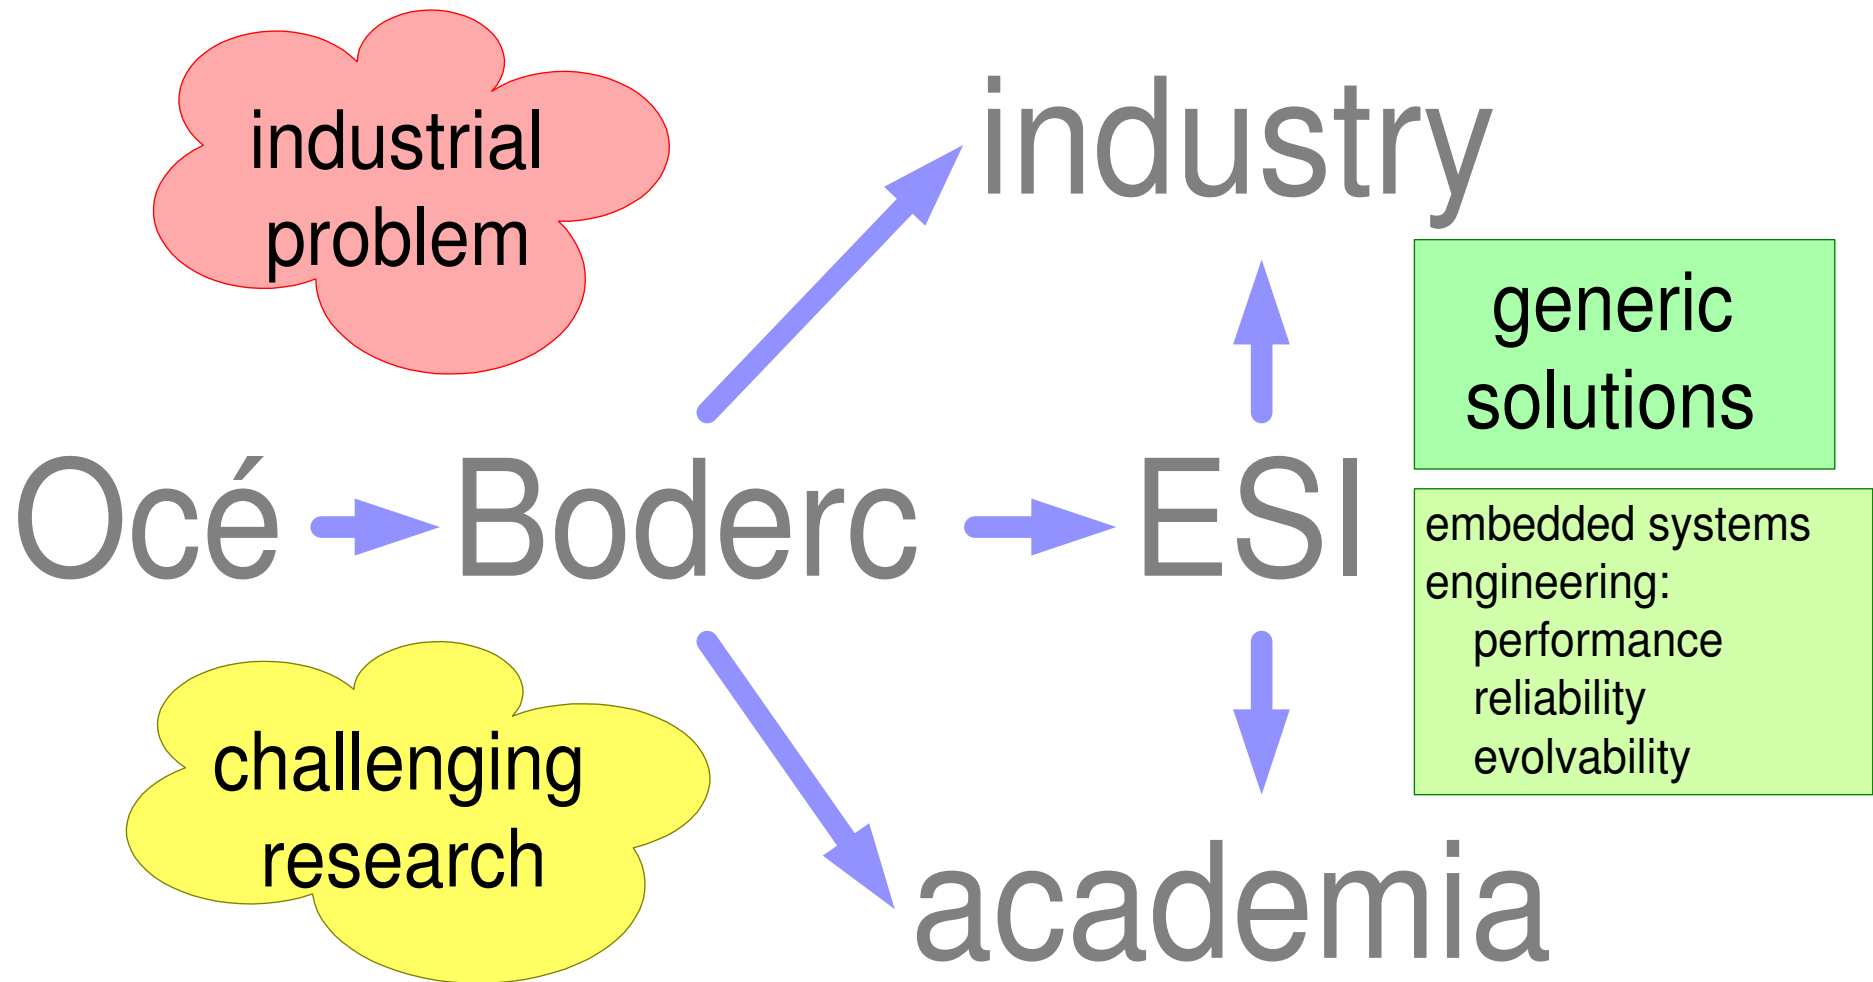 industrial
problem
industry
generic
solutions
Océ
Boderc
ESI
embedded systems
engineering:
performance
reliability
evolvability
challenging
research
academia